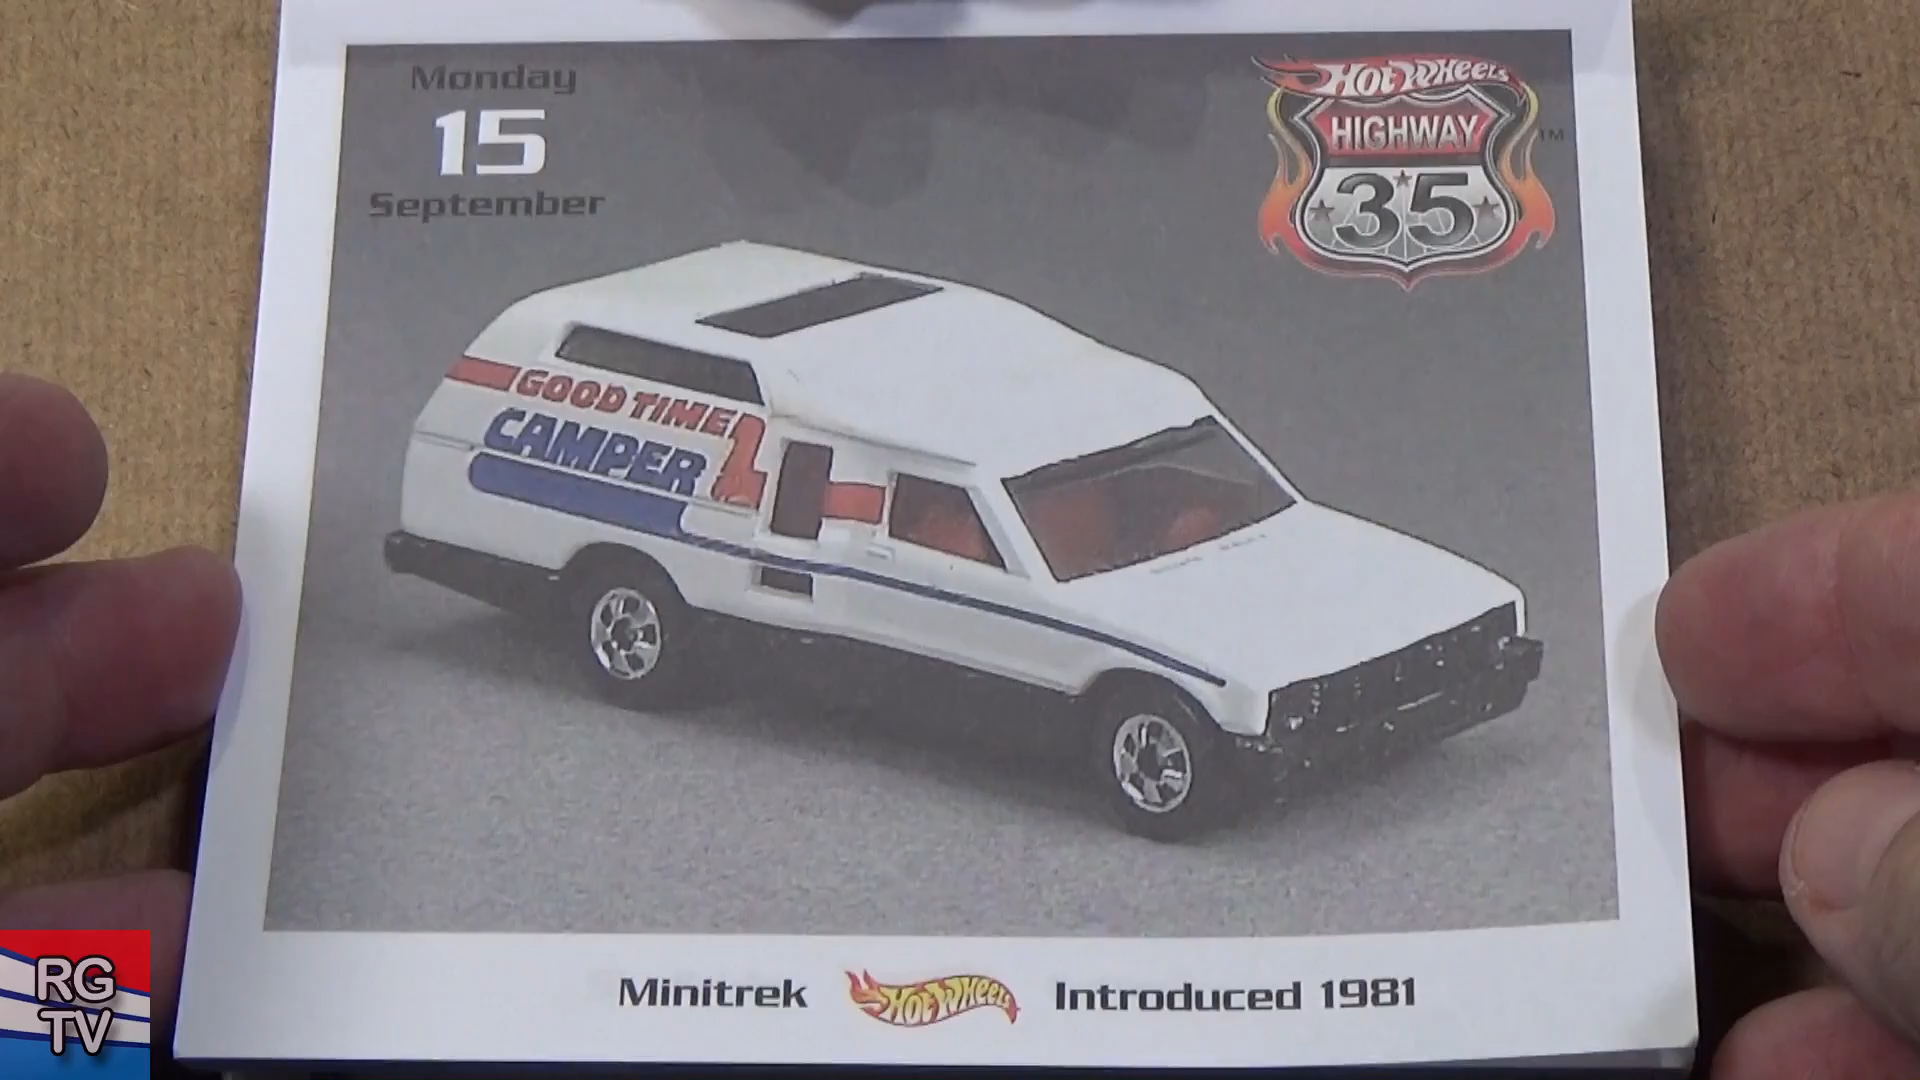 Monday
15
September
Hot Wheels
HIGHWAY
35
TM
GOOD TIME
CAMPER
Minitrek
Hot Wheels
Introduced 1981
RG
TV